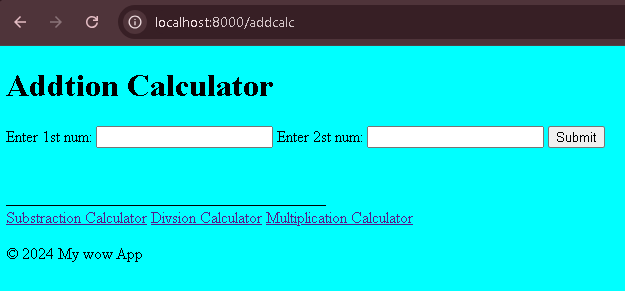 localhost:8000/addcalc
Addtion Calculator
Enter 1st num: Enter 2st num: Submit
Substraction Calculator Divsion Calculator Multiplication Calculator
© 2024 My wow App